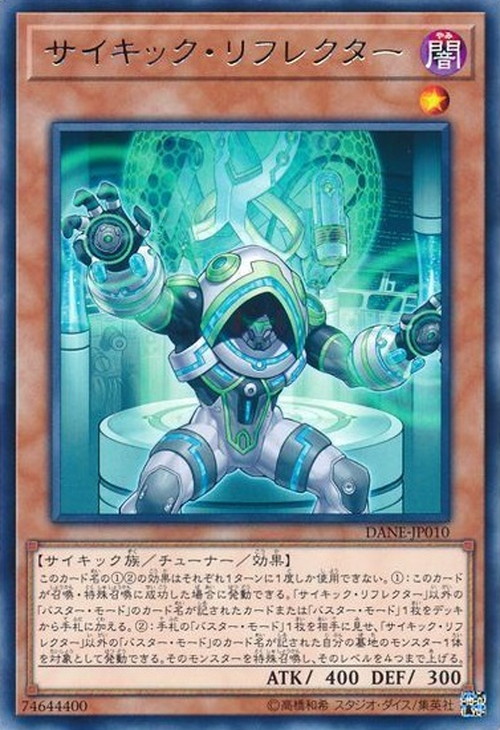 サイキック・リフレクター
闇
DANE-JP010
【サイキック族／チューナー／効果】
このカード名の①②の効果はそれぞれ1ターンに1度しか使用できない。①：このカード
が召喚・特殊召喚に成功した場合に発動できる。「サイキック・リフレクター」以外の
「バスター・モード」のカード名が記されたカードまたは「バスター・モード」1枚をデッキ
から手札に加える。②：手札の「バスター・モード」1枚を相手に見せ、「サイキック・リ
フレクター」以外の「バスター・モード」のカード名が記された自分の墓地のモンスター1体
を対象として発動できる。そのモンスターを特殊召喚し、そのレベルを4つまで上げる。
ATK/ 400 DEF/ 300
74644400
©高橋和希 スタジオ・ダイス/集英社